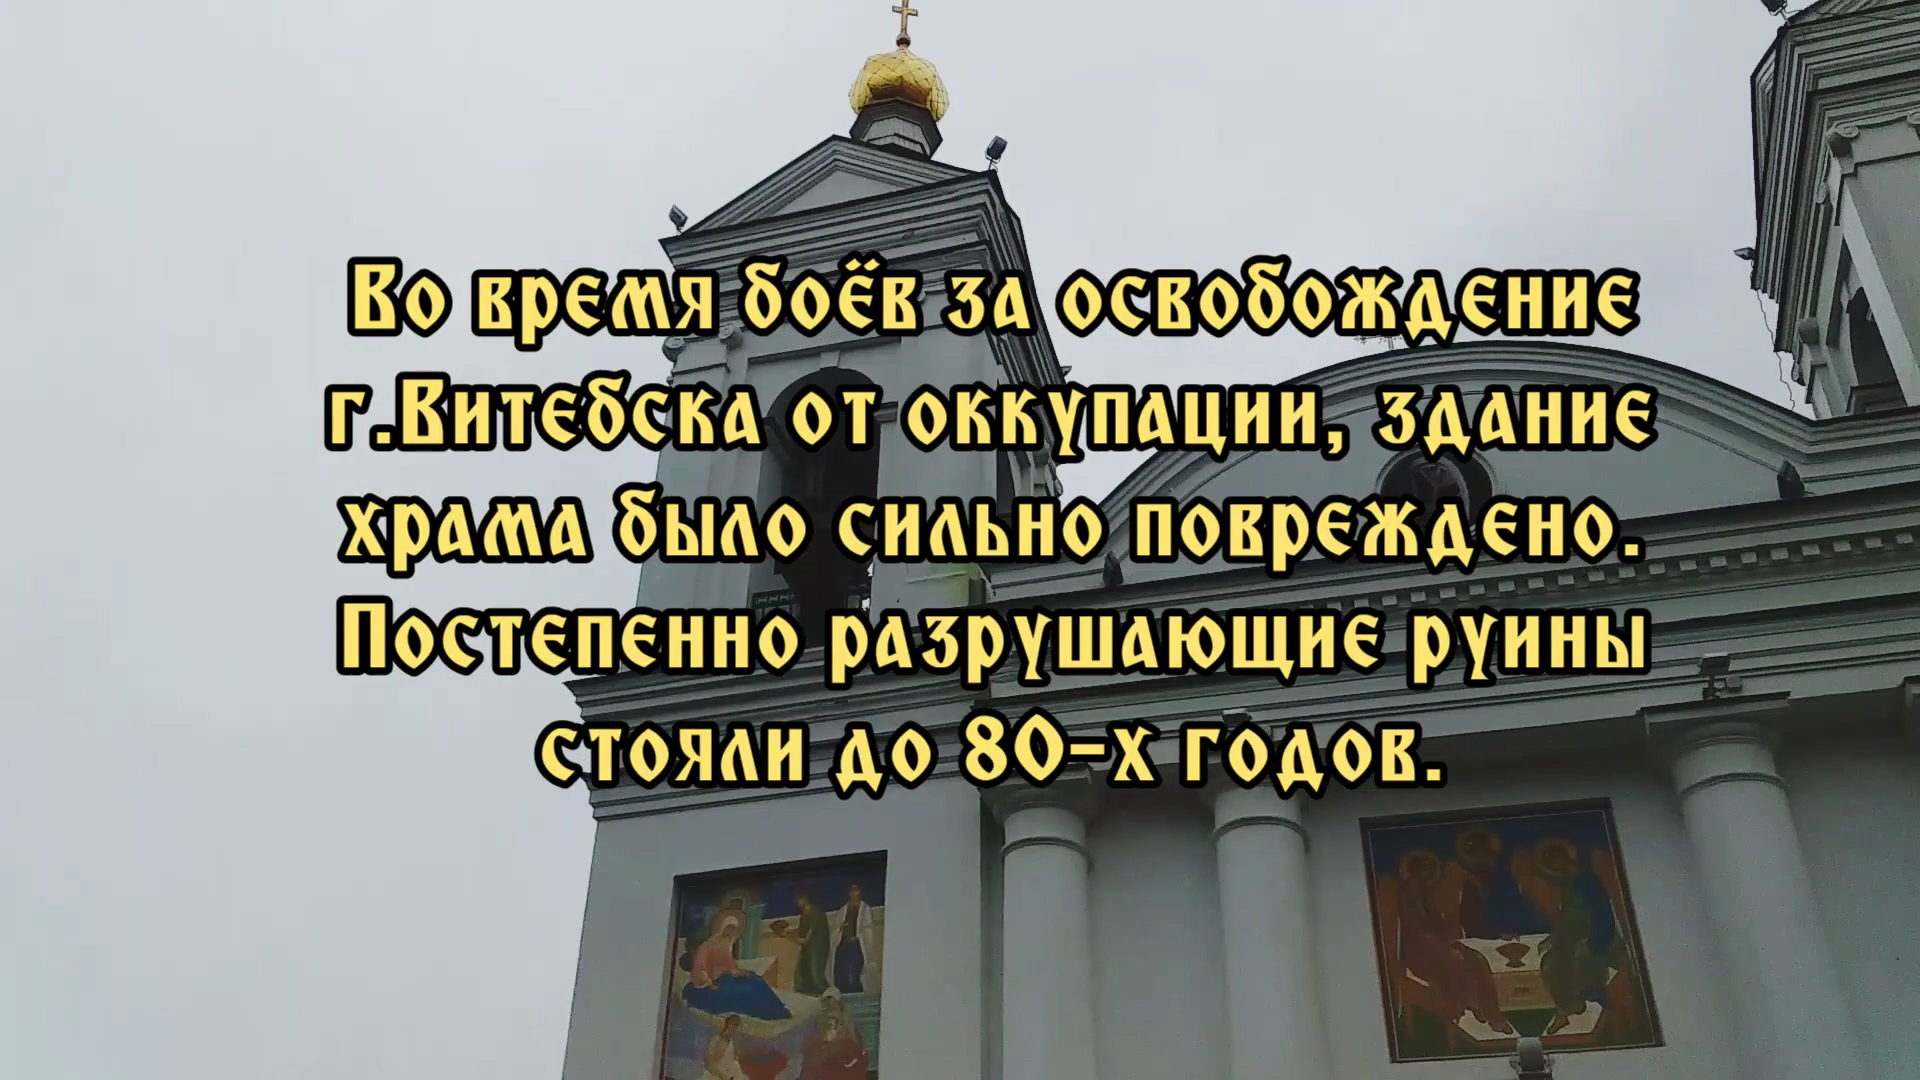 Во время боёв за освобождение
г.Витебска от оккупации, здание
храма было сильно повреждено.
Постепенно разрушающие руины
стояли до 80-х годов.